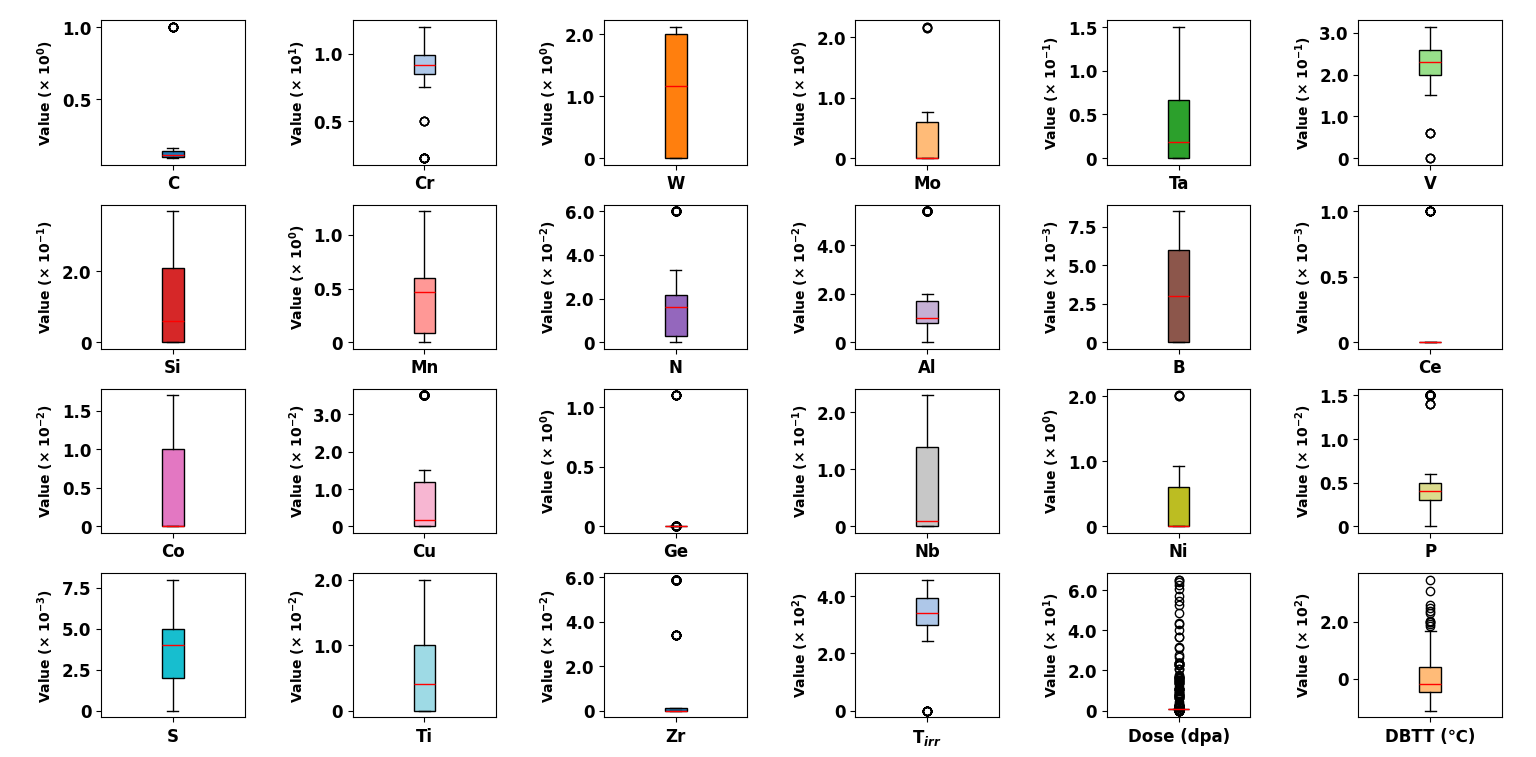 Value (× 10⁰) 1.0 0.5 C
Value (× 10¹) 1.0 0.5 Cr
Value (× 10⁰) 2.0 1.0 0 W
Value (× 10⁰) 2.0 1.0 0 Mo
Value (× 10⁻¹) 1.5 1.0 0.5 0 Ta
Value (× 10⁻¹) 3.0 2.0 1.0 0 V
Value (× 10⁻¹) 2.0 0 Si
Value (× 10⁰) 1.0 0.5 0 Mn
Value (× 10⁻²) 6.0 4.0 2.0 0 N
Value (× 10⁻²) 4.0 2.0 0 Al
Value (× 10⁻³) 7.5 5.0 2.5 0 B
Value (× 10⁻³) 1.0 0.5 0 Ce
Value (× 10⁻²) 1.5 1.0 0.5 0 Co
Value (× 10⁻²) 3.0 2.0 1.0 0 Cu
Value (× 10⁰) 1.0 0.5 0 Ge
Value (× 10⁻¹) 2.0 1.0 0 Nb
Value (× 10⁰) 2.0 1.0 0 Ni
Value (× 10⁻²) 1.5 1.0 0.5 0 P
Value (× 10⁻³) 7.5 5.0 2.5 0 S
Value (× 10⁻²) 2.0 1.0 0 Ti
Value (× 10⁻²) 6.0 4.0 2.0 0 Zr
Value (× 10²) 4.0 2.0 0 Tᵢᵣᵣ
Value (× 10¹) 6.0 4.0 2.0 0 Dose (dpa)
Value (× 10²) 2.0 0 DBTT (°C)